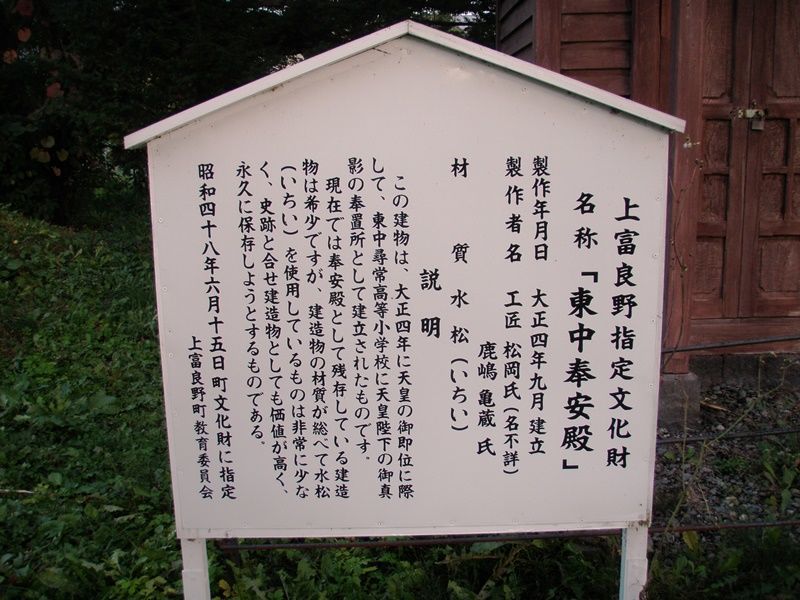 上富良野指定文化財
名称「東中奉安殿」
製作年月日 大正四年九月 建立
製作者名 工匠 松岡氏(名不詳)
鹿嶋 亀蔵 氏
材質 水松(いちい)
説明
この建物は、大正四年に天皇の御即位に際
して、東中尋常高等小学校に天皇陛下の御真
影の奉置所として建立されたものです。
現在では奉安殿として残存している建造
物は希少ですが、建造物の材質が総べて水松
(いちい)を使用しているものは非常に少な
く、史跡と合せ建造物としても価値が高く、
永久に保存しようとするものである。
昭和四十八年六月十五日町文化財に指定
上富良野町教育委員会